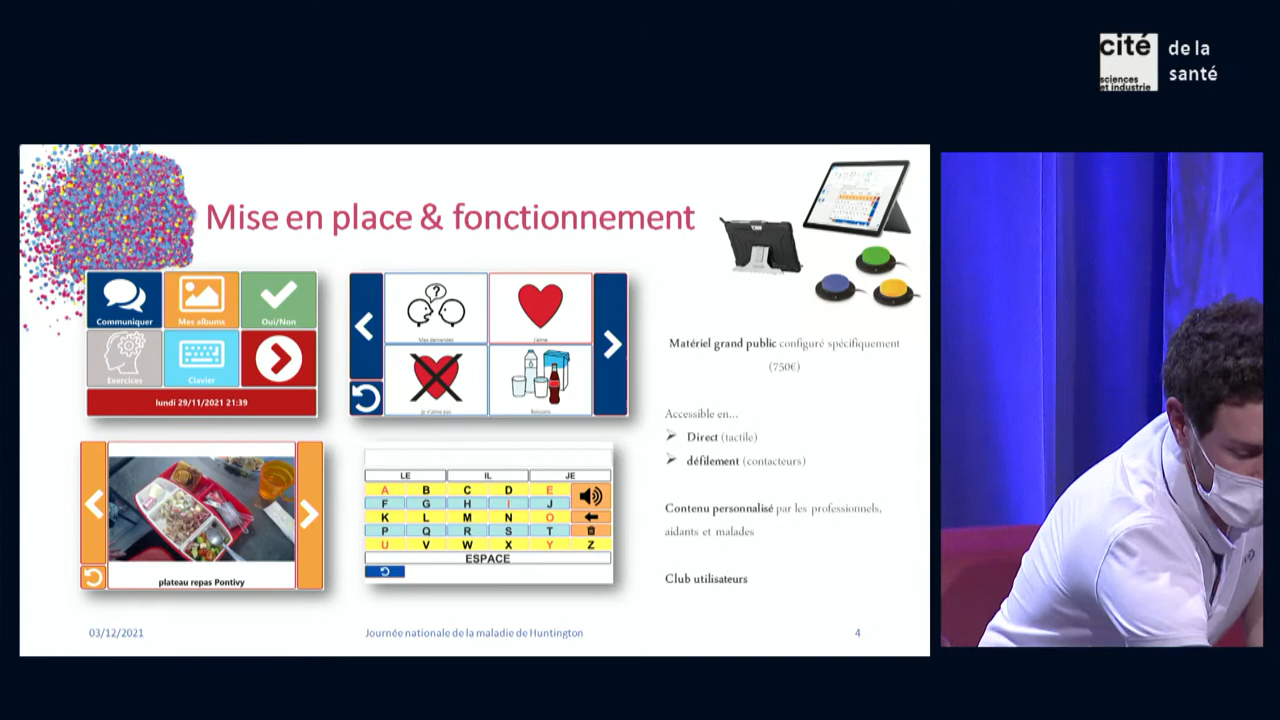 cité
sciences
et industrie
de la
santé
Mise en place & fonctionnement
Communiquer
Mes albums
Oui/Non
Exercices
Clavier
lundi 29/11/2021 21:39
Mes demandes
J'aime
Je n'aime pas
Boissons
plateau repas Pontivy
LE IL JE
A B C D E
F G H I J
K L M N O
P Q R S T
U V W X Y Z
ESPACE
Matériel grand public configuré spécifiquement
(750€)
Accessible en...
Direct (tactile)
défilement (contacteurs)
Contenu personnalisé par les professionnels,
aidants et malades
Club utilisateurs
03/12/2021
Journée nationale de la maladie de Huntington
4